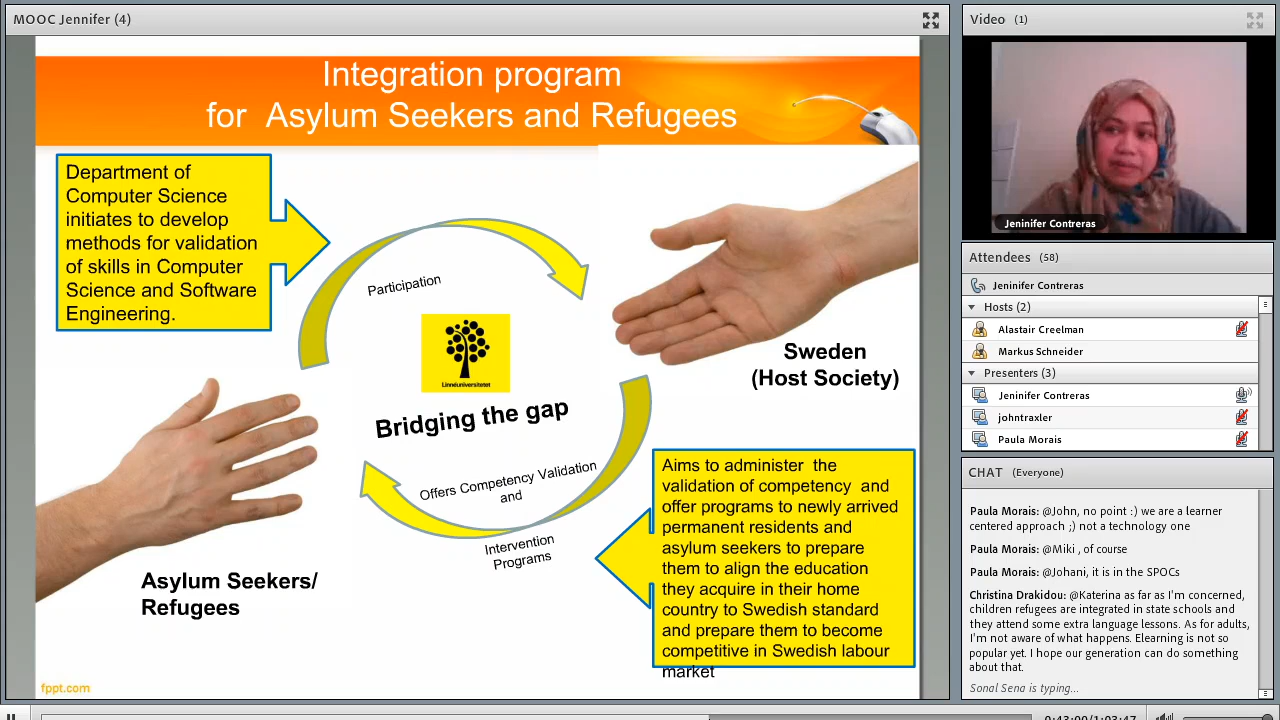 MOOC Jennifer (4)
Integration program
for  Asylum Seekers and Refugees
Department of
Computer Science
initiates to develop
methods for validation
of skills in Computer
Science and Software
Engineering.
Participation
Linnéuniversitetet
Bridging the gap
Sweden
(Host Society)
Offers Competency Validation
and
Intervention
Programs
Asylum Seekers/
Refugees
Aims to administer  the
validation of competency  and
offer programs to newly arrived
permanent residents and
asylum seekers to prepare
them to align the education
they acquire in their home
country to Swedish standard
and prepare them to become
competitive in Swedish labour
market
fppt.com
Video (1)
Jeninifer Contreras
Attendees (58)
Jeninifer Contreras
Hosts (2)
Alastair Creelman
Markus Schneider
Presenters (3)
Jeninifer Contreras
johntraxler
Paula Morais
CHAT (Everyone)
Paula Morais: @John, no point :) we are a learner
centered approach ;) not a technology one
Paula Morais: @Miki , of course
Paula Morais: @Johani, it is in the SPOCs
Christina Drakidou: @Katerina as far as I'm concerned,
children refugees are integrated in state schools and
they attend some extra language lessons. As for adults,
I'm not aware of what happens. Elearning is not so
popular yet. I hope our generation can do something
about that.
Sonal Sena is typing...
0:43:00/1:03:47